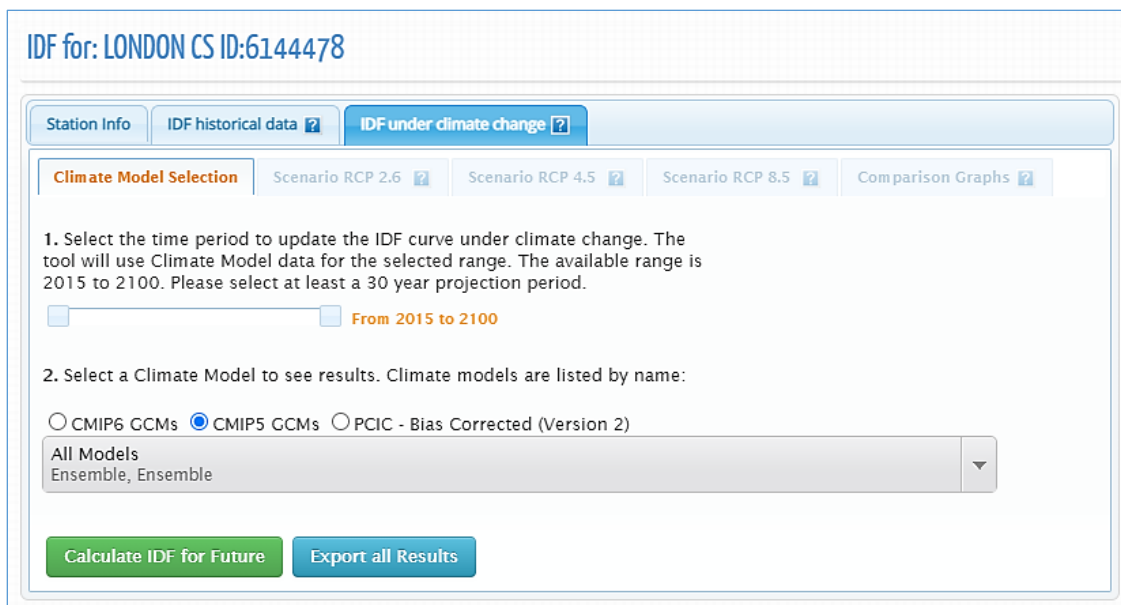 IDF for: LONDON CS ID:6144478
Station Info IDF historical data ? IDF under climate change ?
Climate Model Selection Scenario RCP 2.6 ? Scenario RCP 4.5 ? Scenario RCP 8.5 ? Comparison Graphs ?
1. Select the time period to update the IDF curve under climate change. The
tool will use Climate Model data for the selected range. The available range is
2015 to 2100. Please select at least a 30 year projection period.
From 2015 to 2100
2. Select a Climate Model to see results. Climate models are listed by name:
CMIP6 GCMs CMIP5 GCMs PCIC - Bias Corrected (Version 2)
All Models
Ensemble, Ensemble
Calculate IDF for Future Export all Results